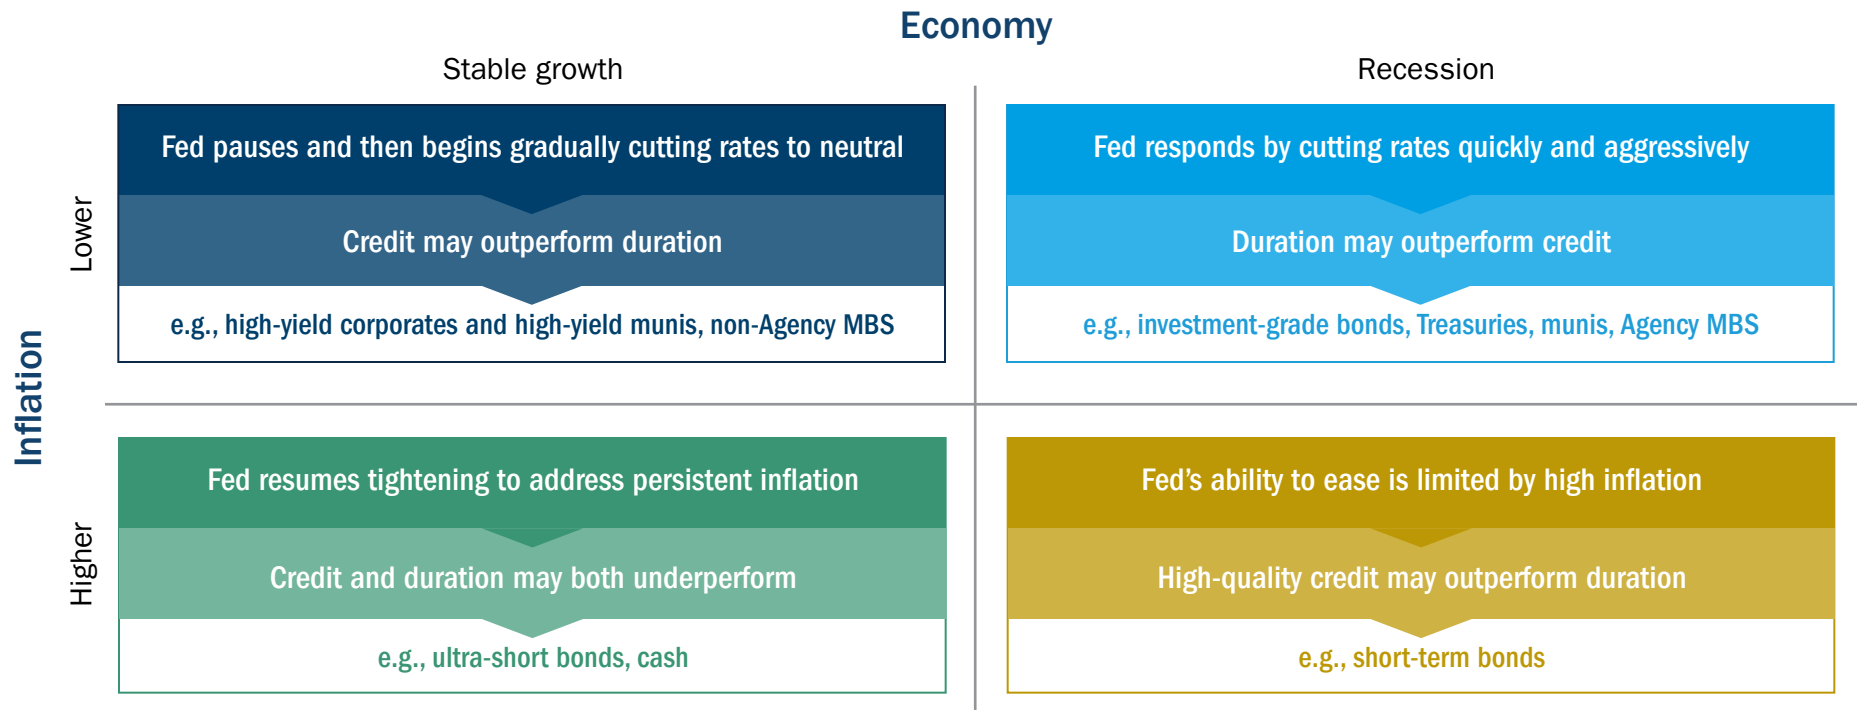 Economy
Stable growth
Recession
Inflation
Lower
Fed pauses and then begins gradually cutting rates to neutral
Credit may outperform duration
e.g., high-yield corporates and high-yield munis, non-Agency MBS
Fed responds by cutting rates quickly and aggressively
Duration may outperform credit
e.g., investment-grade bonds, Treasuries, munis, Agency MBS
Higher
Fed resumes tightening to address persistent inflation
Credit and duration may both underperform
e.g., ultra-short bonds, cash
Fed’s ability to ease is limited by high inflation
High-quality credit may outperform duration
e.g., short-term bonds